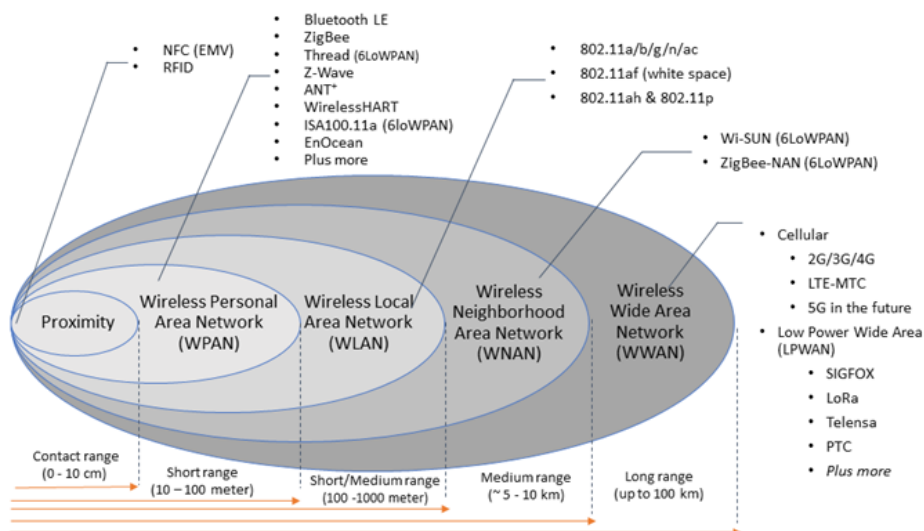 • NFC (EMV)
• RFID
• Bluetooth LE
• ZigBee
• Thread (6LoWPAN)
• Z-Wave
• ANT⁺
• WirelessHART
• ISA100.11a (6loWPAN)
• EnOcean
• Plus more
• 802.11a/b/g/n/ac
• 802.11af (white space)
• 802.11ah & 802.11p
• Wi-SUN (6LoWPAN)
• ZigBee-NAN (6LoWPAN)
• Cellular
• 2G/3G/4G
• LTE-MTC
• 5G in the future
• Low Power Wide Area
(LPWAN)
• SIGFOX
• LoRa
• Telensa
• PTC
• Plus more
Proximity
Wireless Personal
Area Network
(WPAN)
Wireless Local
Area Network
(WLAN)
Wireless
Neighborhood
Area Network
(WNAN)
Wireless
Wide Area
Network
(WWAN)
Contact range
(0 - 10 cm)
Short range
(10 – 100 meter)
Short/Medium range
(100 -1000 meter)
Medium range
(~ 5 - 10 km)
Long range
(up to 100 km)